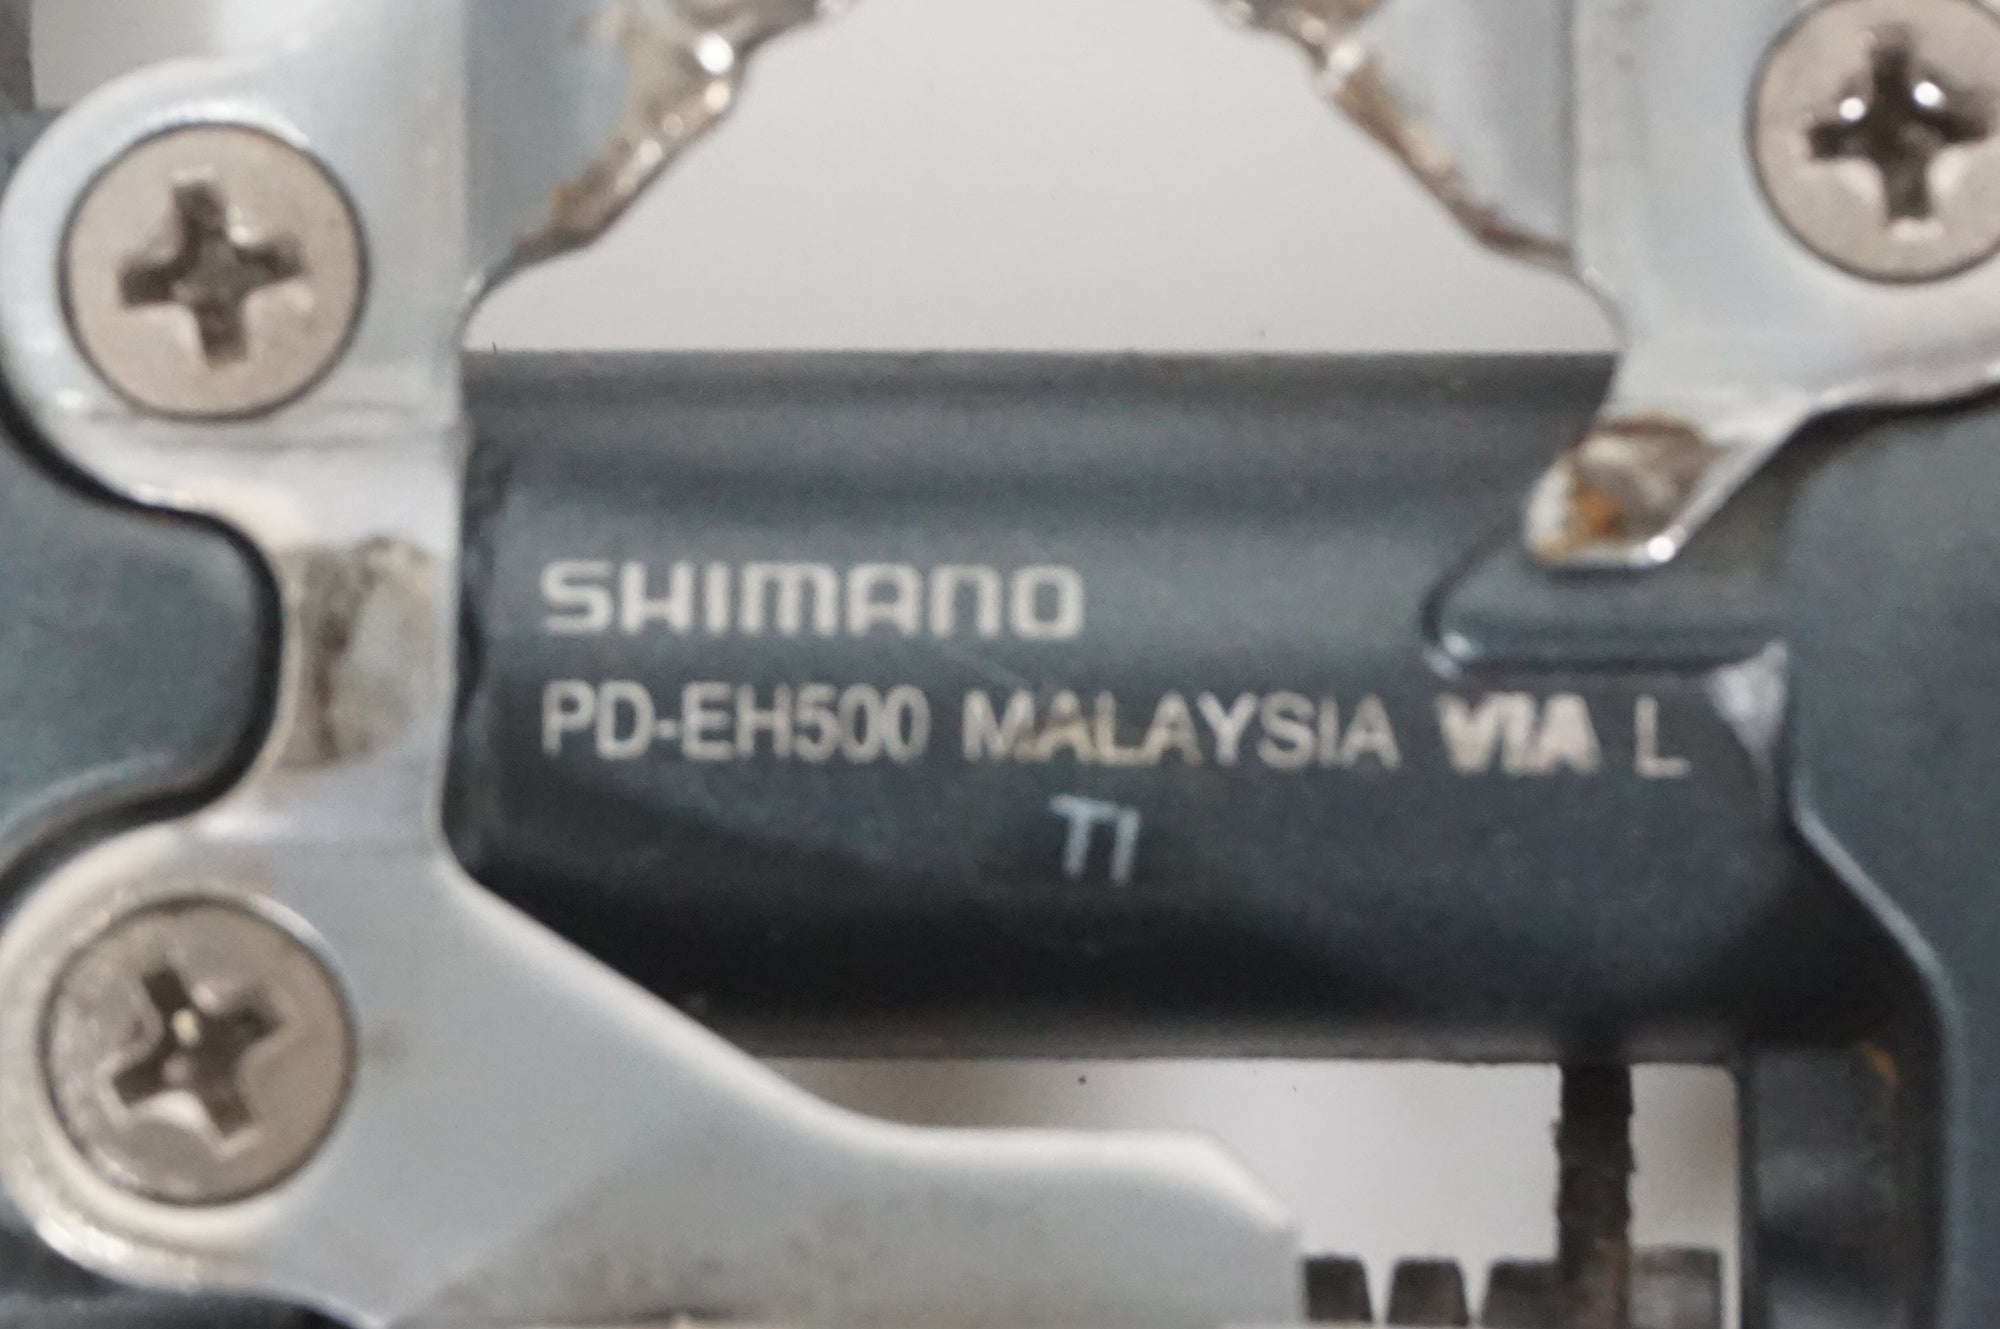 SHIMANO
PD-EH500 MALAYSIA VIA L
TI